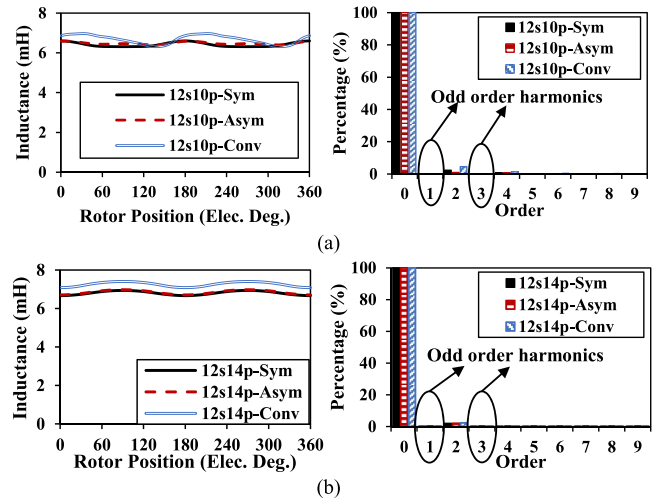 8
6
4
2
0
Inductance (mH)
12s10p-Sym
12s10p-Asym
12s10p-Conv
0 60 120 180 240 300 360
Rotor Position (Elec. Deg.)
100
80
60
40
20
0
Percentage (%)
12s10p-Sym
12s10p-Asym
12s10p-Conv
Odd order harmonics
0 1 2 3 4 5 6 7 8 9
Order
(a)
8
6
4
2
0
Inductance (mH)
12s14p-Sym
12s14p-Asym
12s14p-Conv
0 60 120 180 240 300 360
Rotor Position (Elec. Deg.)
100
80
60
40
20
0
Percentage (%)
12s14p-Sym
12s14p-Asym
12s14p-Conv
Odd order harmonics
0 1 2 3 4 5 6 7 8 9
Order
(b)